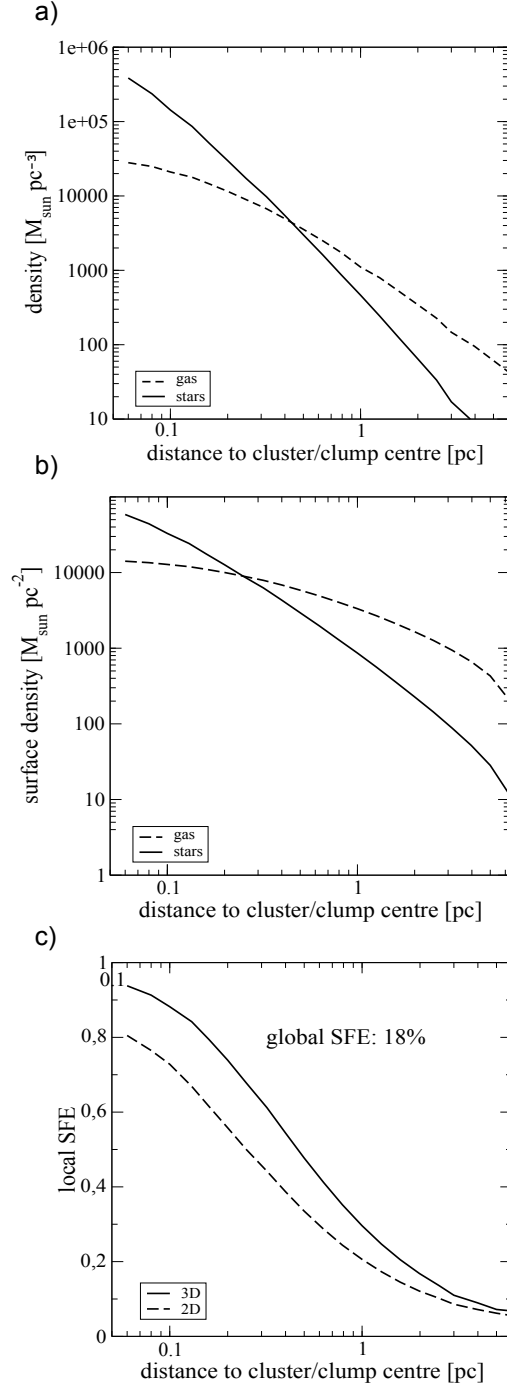 a)
1e+06
1e+05
10000
1000
100
10
density [M_sun pc⁻³]
gas
stars
0.1
1
distance to cluster/clump centre [pc]
b)
10000
1000
100
10
1
surface density [M_sun pc⁻²]
gas
stars
0.1
1
distance to cluster/clump centre [pc]
c)
1
0.1
0,8
0,6
0,4
0,2
0
local SFE
global SFE: 18%
3D
2D
0.1
1
distance to cluster/clump centre [pc]